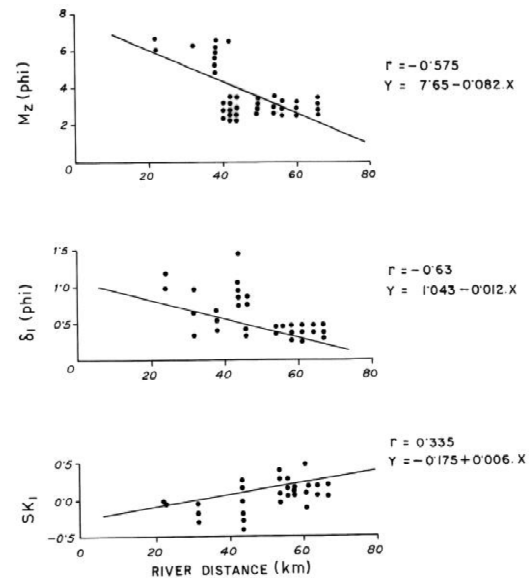 8
6
4
2
0
Mz (phi)
20 40 60 80
Γ=-0·575
Y = 7·65-0·082.X
1·5
1·0
0·5
0
δI (phi)
20 40 60 80
Γ=-0·63
Y = 1·043-0·012.X
0·5
0·0
-0·5
SKI
20 40 60 80
RIVER DISTANCE (km)
Γ = 0·335
Y =-0·175+0·006.X